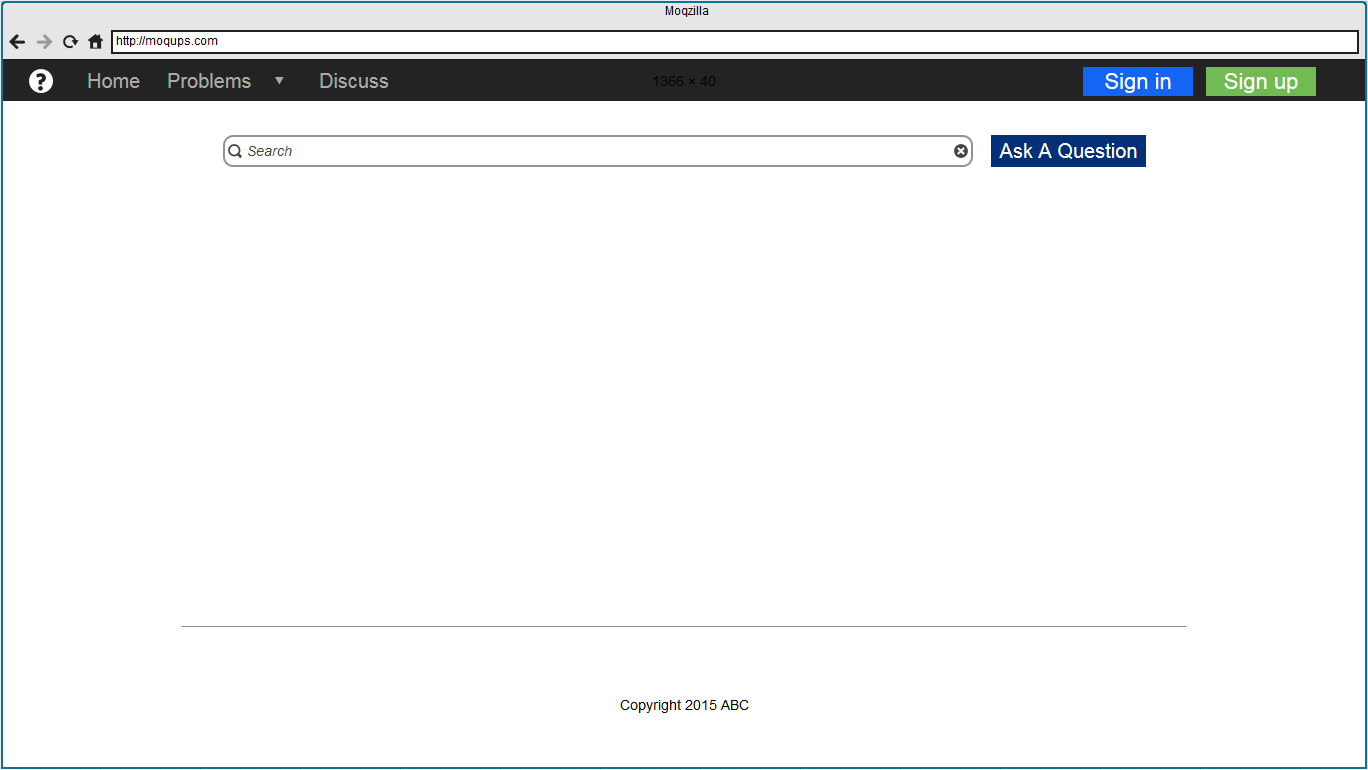 Moqzilla
http://moqups.com
? Home Problems ▼ Discuss 1366 × 40 Sign in Sign up
Search Ask A Question
Copyright 2015 ABC